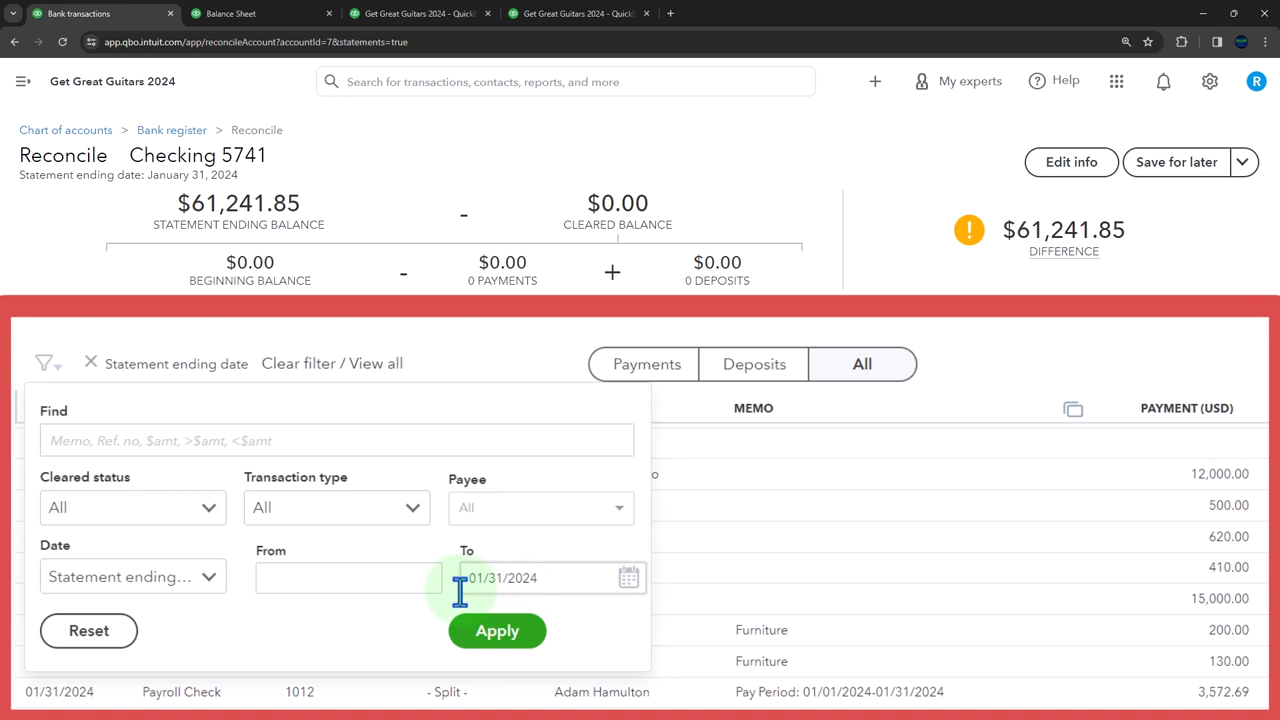 Bank transactions
Balance Sheet
Get Great Guitars 2024 - QuickB
Get Great Guitars 2024 - QuickB
app.qbo.intuit.com/app/reconcileAccount?accountId=7&statements=true
Get Great Guitars 2024
Search for transactions, contacts, reports, and more
My experts
Help
R
Chart of accounts > Bank register > Reconcile
Reconcile Checking 5741
Edit info
Save for later
Statement ending date: January 31, 2024
$61,241.85 - $0.00
STATEMENT ENDING BALANCE CLEARED BALANCE
! $61,241.85
DIFFERENCE
$0.00 - $0.00 + $0.00
BEGINNING BALANCE 0 PAYMENTS 0 DEPOSITS
Statement ending date Clear filter / View all
Payments Deposits All
MEMO PAYMENT (USD)
Find
Memo, Ref. no, $amt, >$amt, <$amt
Cleared status Transaction type Payee
All All All
Date From To
Statement ending... 01/31/2024
Reset Apply
o 12,000.00
500.00
620.00
410.00
15,000.00
Furniture 200.00
Furniture 130.00
01/31/2024 Payroll Check 1012 - Split - Adam Hamilton Pay Period: 01/01/2024-01/31/2024 3,572.69